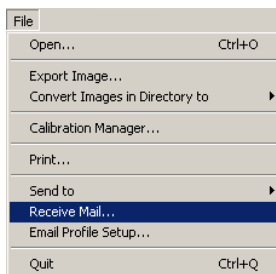 File
Open... Ctrl+O
Export Image...
Convert Images in Directory to
Calibration Manager...
Print...
Send to
Receive Mail...
Email Profile Setup...
Quit Ctrl+Q